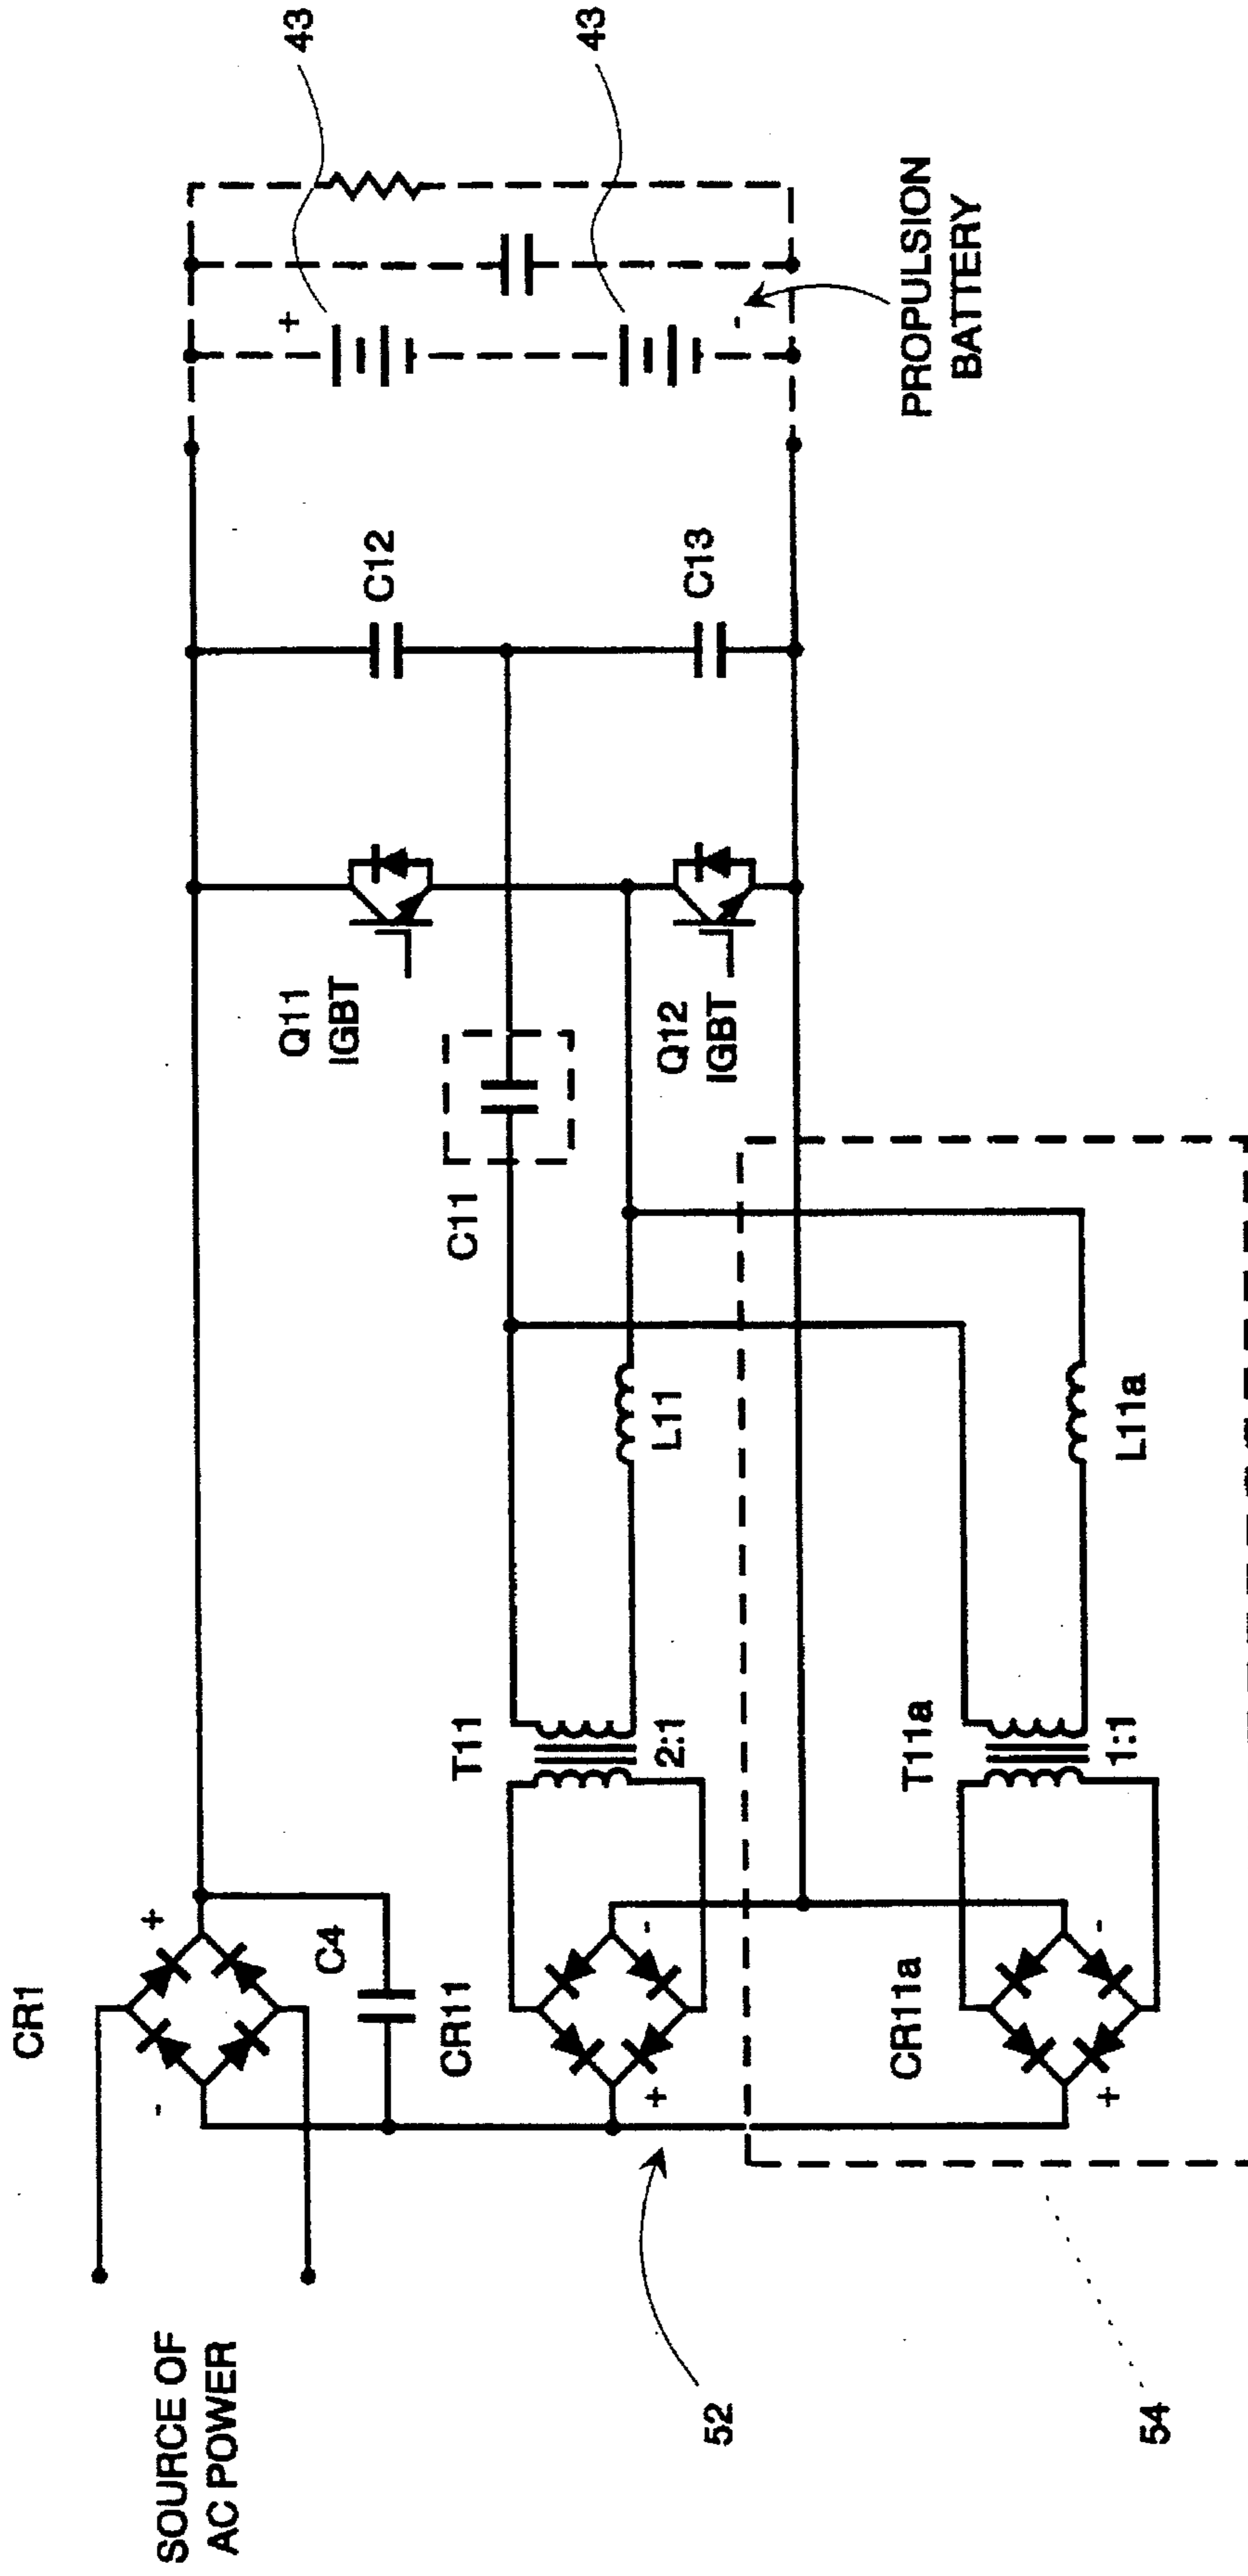 SOURCE OF
AC POWER
CR1
+
-
C4
CR11
+
-
T11
2:1
L11
C11
Q11
IGBT
Q12
IGBT
C12
C13
+
-
43
43
PROPULSION
BATTERY
52
54
CR11a
+
-
T11a
1:1
L11a